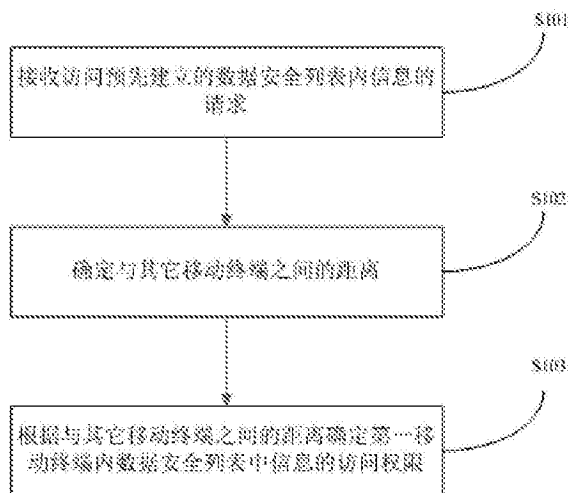 S101
接收访问预先建立的数据安全列表内信息的
请求
S102
确定与其它移动终端之间的距离
S103
根据与其它移动终端之间的距离确定第一移
动终端内数据安全列表中信息的访问权限